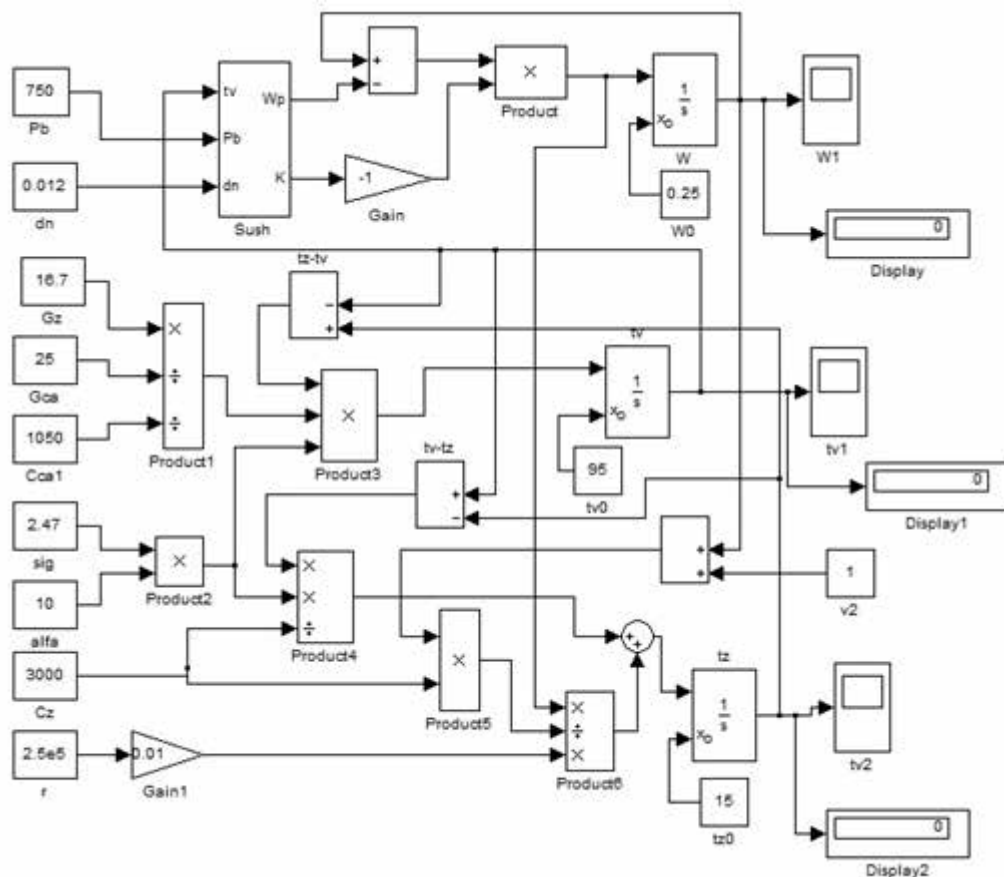 750
Pb
0.012
dn
tv
Pb
dn
Wp
K
Sush
-1
Gain
+
−
×
Product
1
s
xo
W
0.25
W0
W1
0
Display
tz-tv
−
+
16.7
Gz
25
Gca
1050
Cca1
×
÷
÷
Product1
×
Product3
tv
1
s
xo
95
tv0
tv1
0
Display1
tv-tz
+
−
2.47
sig
10
alfa
×
Product2
×
×
÷
Product4
+
+
1
v2
3000
Cz
×
Product5
+
+
tz
1
s
xo
15
tz0
tv2
0
Display2
2.5e5
r
0.01
Gain1
×
÷
×
Product6